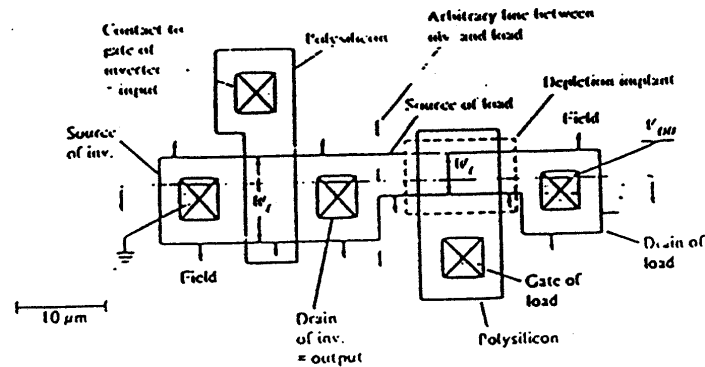 Contact to
gate of
inverter
= input
Polysilicon
Arbitrary line between
inv. and load
Source of load
Depletion implant
Field
V_DD
Source
of inv.
Field
10 μm
Drain
of inv.
= output
Gate of
load
Polysilicon
Drain of
load